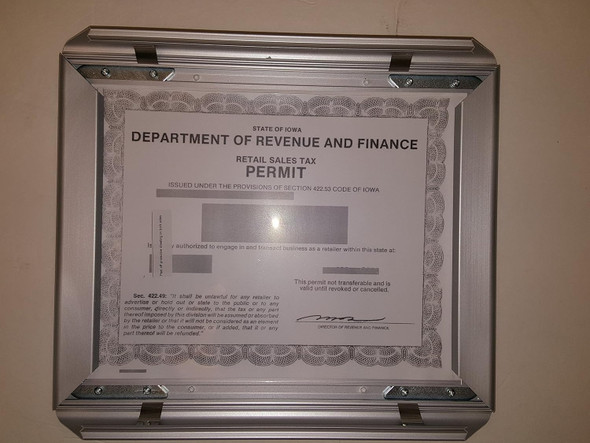 STATE OF IOWA
DEPARTMENT OF REVENUE AND FINANCE
RETAIL SALES TAX
PERMIT
ISSUED UNDER THE PROVISIONS OF SECTION 422.53 CODE OF IOWA
authorized to engage in and transact business as a retailer within this state at:
This permit not transferable and is
valid until revoked or cancelled.
Sec. 422.49: "It shall be unlawful for any retailer to
advertise or hold out or state to the public or to any
consumer, directly or indirectly, that the tax or any part
thereof imposed by this division will be assumed or absorbed
by the retailer or that it will not be considered as an element
in the price to the consumer, or if added, that it or any
part thereof will be refunded."
DIRECTOR OF REVENUE AND FINANCE